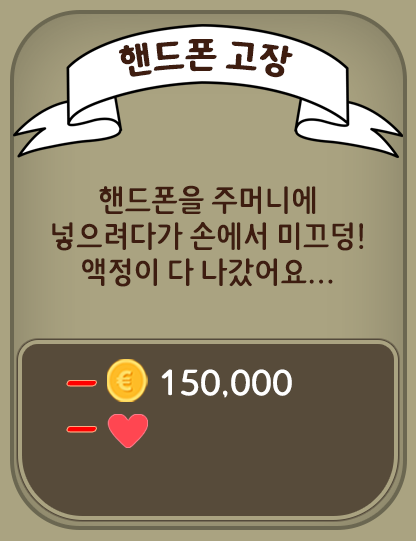 핸드폰 고장
핸드폰을 주머니에
넣으려다가 손에서 미끄덩!
액정이 다 나갔어요...
- € 150,000
-